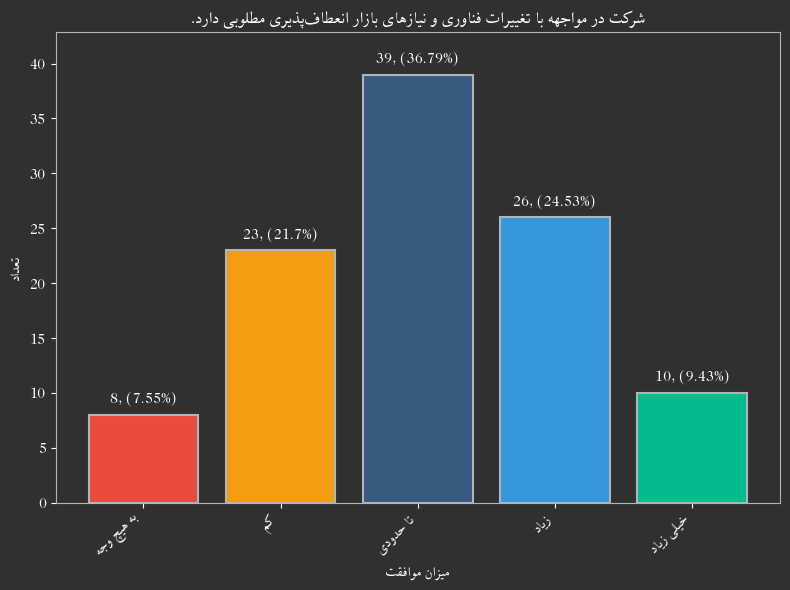 شرکت در مواجهه با تغییرات فناوری و نیازهای بازار انعطاف‌پذیری مطلوبی دارد.
تعداد
40
35
30
25
20
15
10
5
0
8, (7.55%)
23, (21.7%)
39, (36.79%)
26, (24.53%)
10, (9.43%)
به هیچ وجه
کم
تا حدودی
زیاد
خیلی زیاد
میزان موافقت